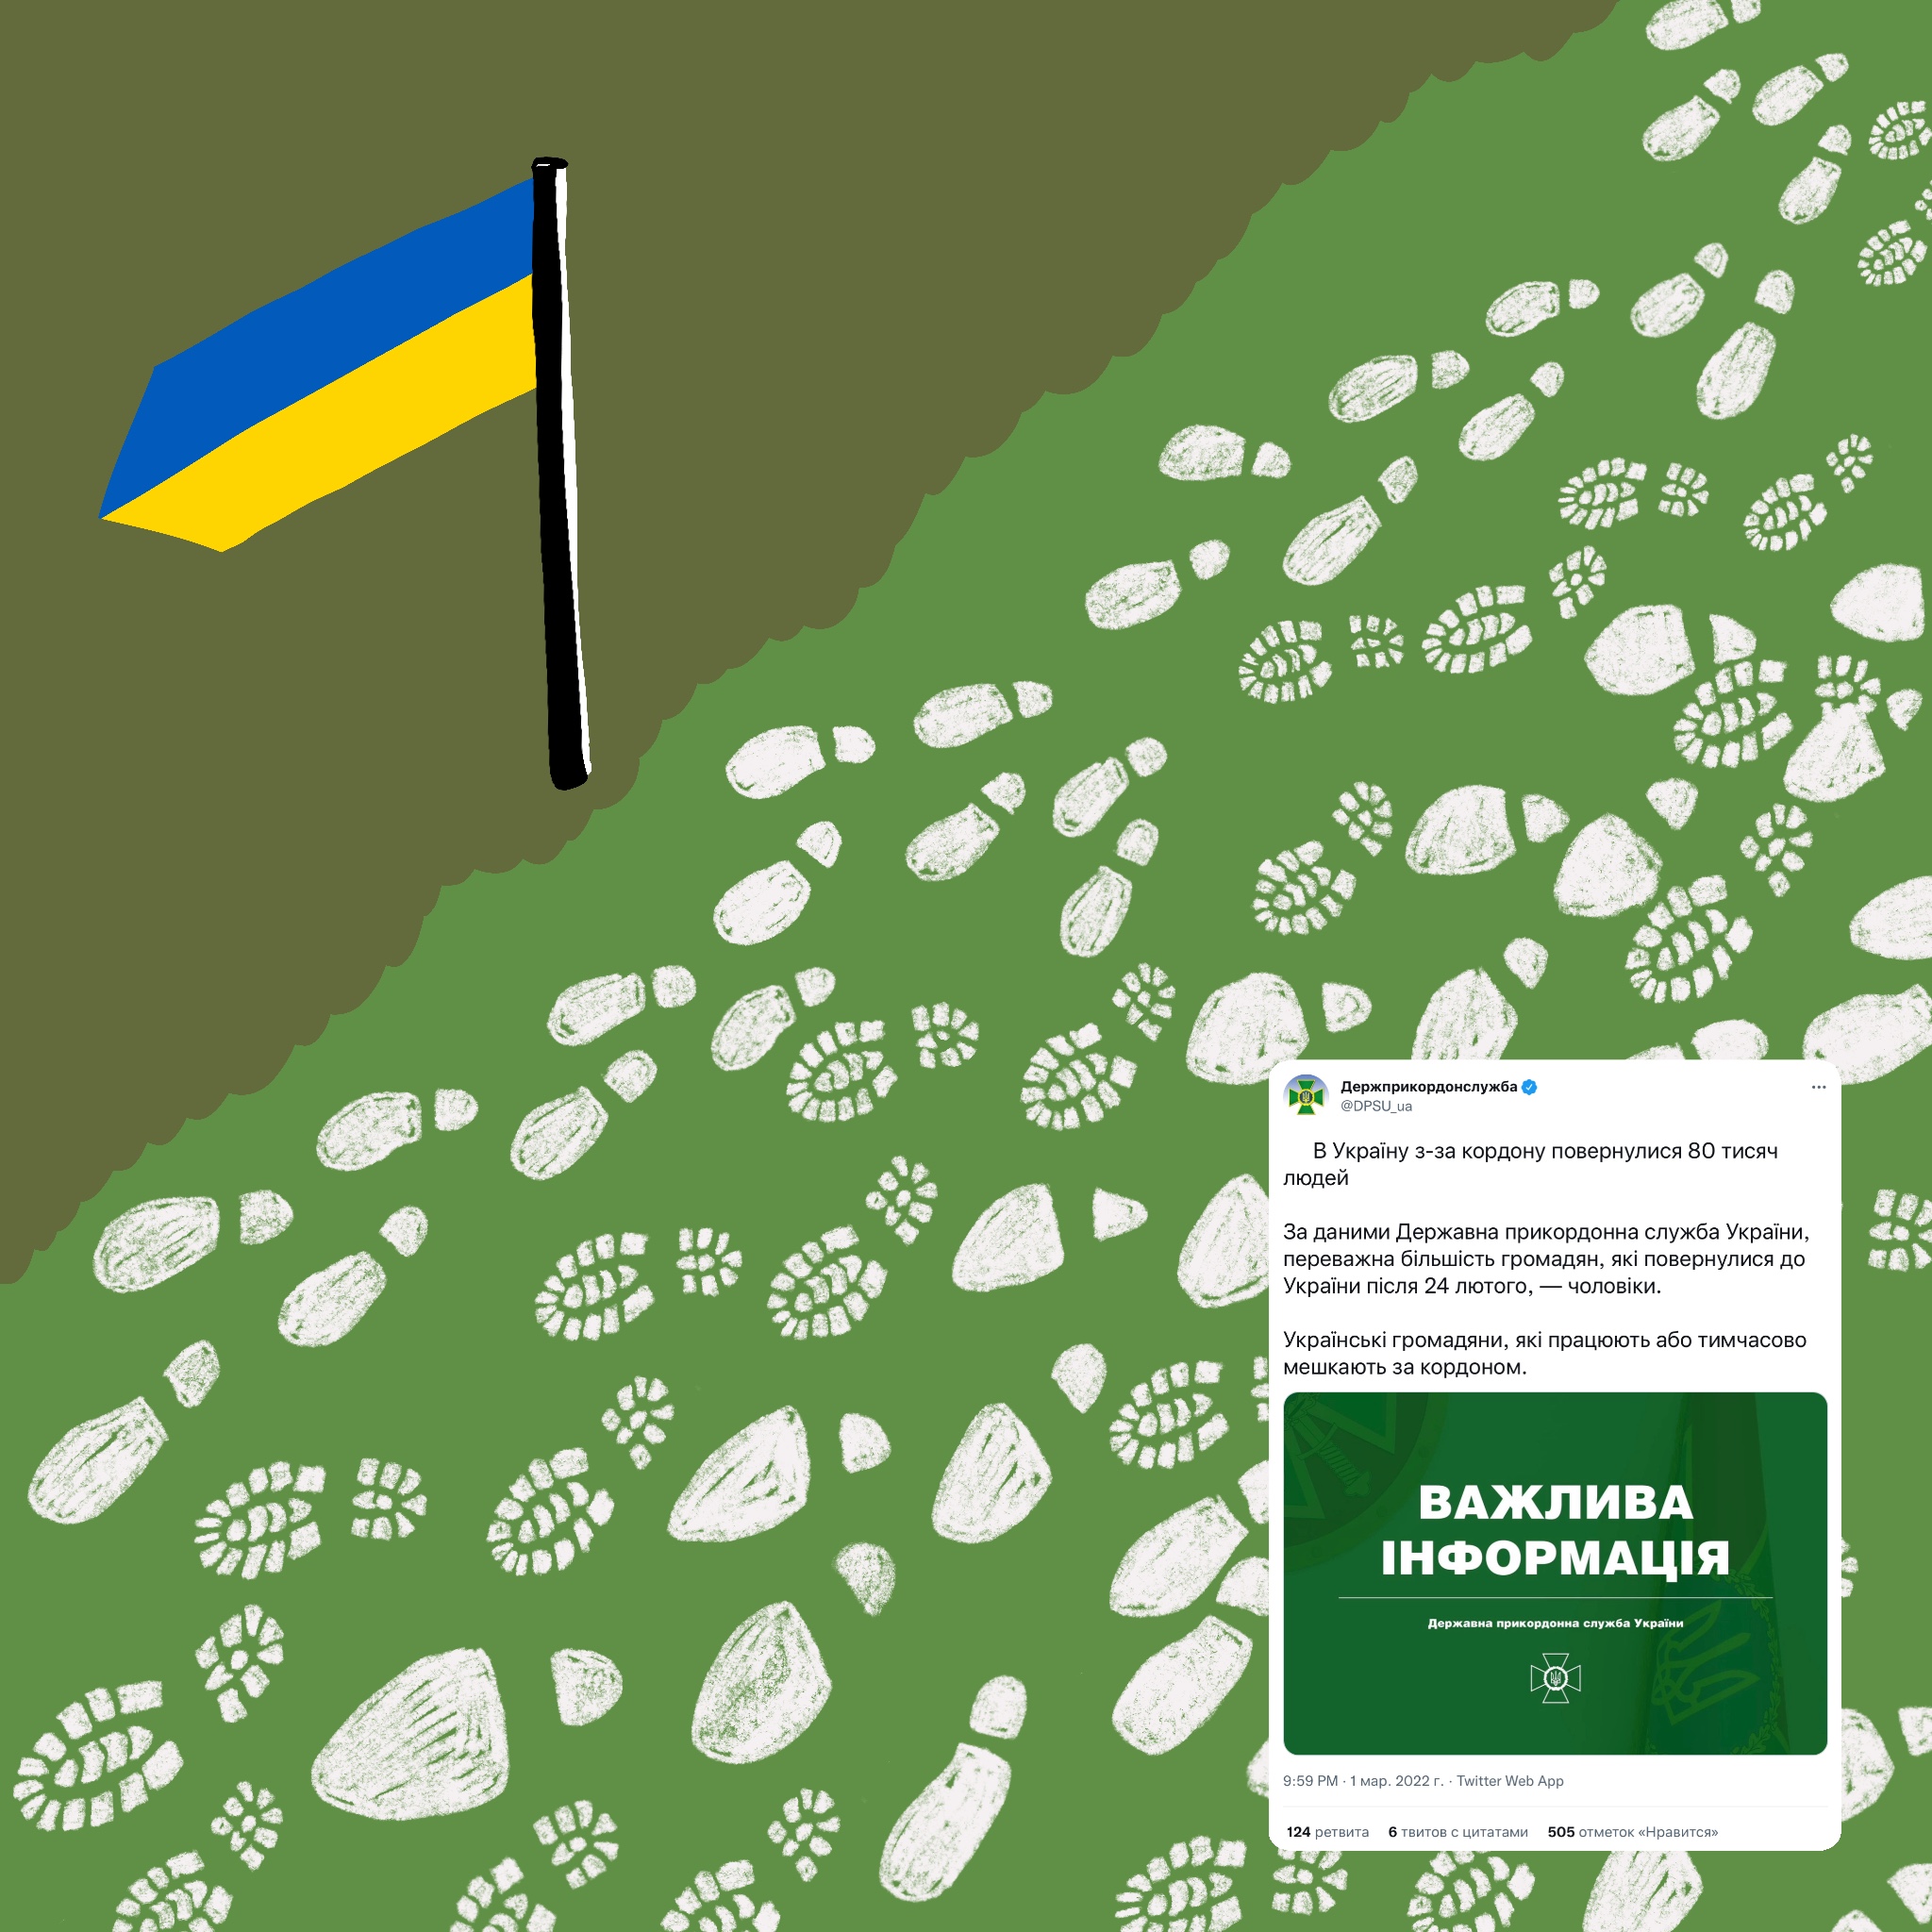 Держприкордонслужба
@DPSU_ua
В Україну з-за кордону повернулися 80 тисяч
людей
За даними Державна прикордонна служба України,
переважна більшість громадян, які повернулися до
України після 24 лютого, — чоловіки.
Українські громадяни, які працюють або тимчасово
мешкають за кордоном.
ВАЖЛИВА
ІНФОРМАЦІЯ
Державна прикордонна служба України
9:59 PM · 1 мар. 2022 г. · Twitter Web App
124 ретвита 6 твитов с цитатами 505 отметок «Нравится»